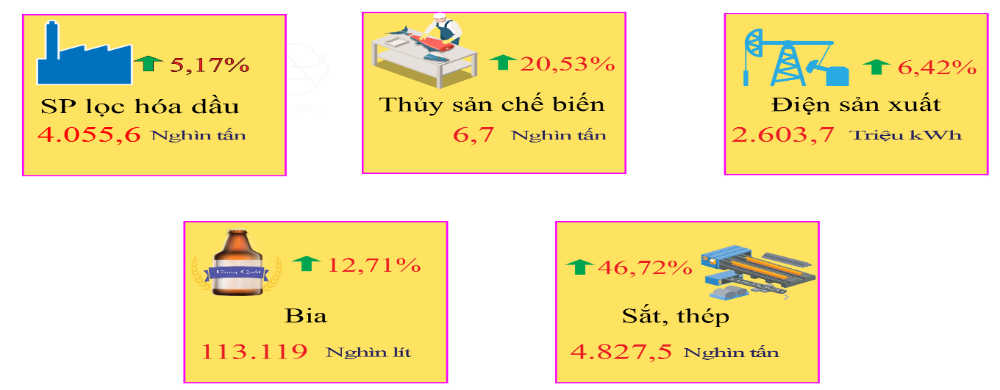 5,17%
SP lọc hóa dầu
4.055,6 Nghìn tấn
20,53%
Thủy sản chế biến
6,7 Nghìn tấn
6,42%
Điện sản xuất
2.603,7 Triệu kWh
12,71%
Dung Quất
Bia
113.119 Nghìn lít
46,72%
Sắt, thép
4.827,5 Nghìn tấn